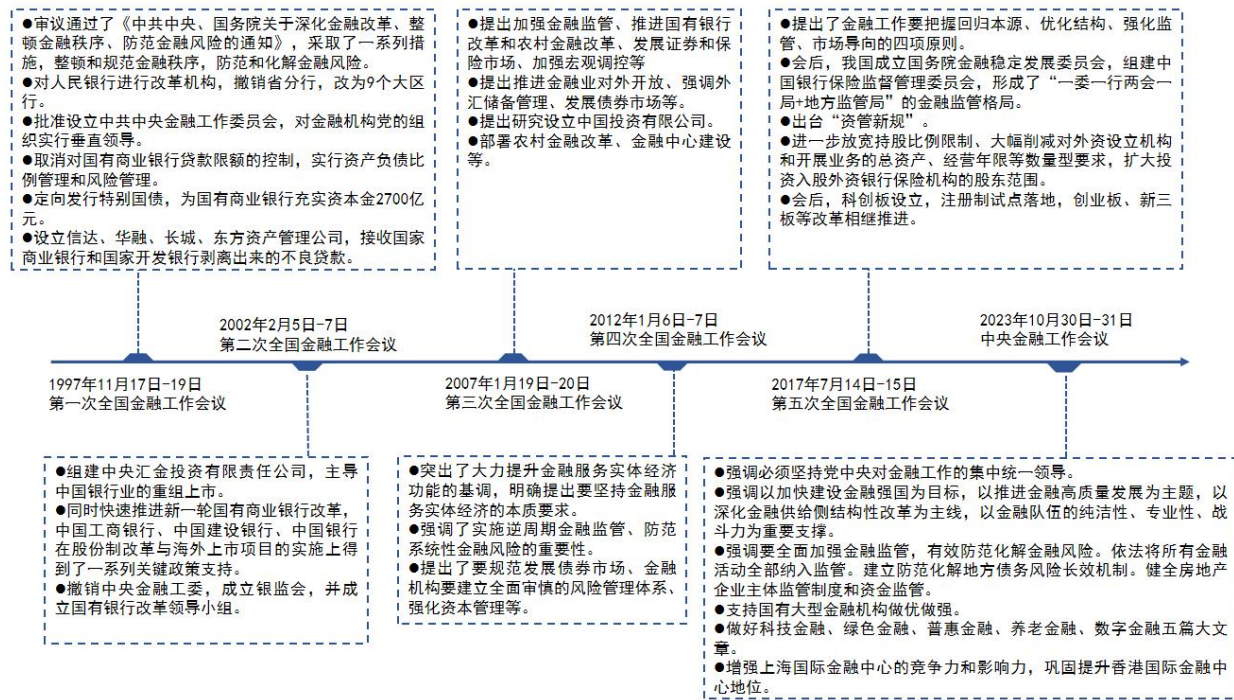 ●审议通过了《中共中央、国务院关于深化金融改革、整
顿金融秩序、防范金融风险的通知》，采取了一系列措
施，整顿和规范金融秩序，防范和化解金融风险。
●对人民银行进行改革机构，撤销省分行，改为9个大区
行。
●批准设立中共中央金融工作委员会，对金融机构党的组
织实行垂直领导。
●取消对国有商业银行贷款限额的控制，实行资产负债比
例管理和风险管理。
●定向发行特别国债，为国有商业银行充实资本金2700亿
元。
●设立信达、华融、长城、东方资产管理公司，接收国家
商业银行和国家开发银行剥离出来的不良贷款。
●提出加强金融监管、推进国有银行
改革和农村金融改革、发展证券和保
险市场、加强宏观调控等
●提出推进金融业对外开放、强调外
汇储备管理、发展债券市场等。
●提出研究设立中国投资有限公司。
●部署农村金融改革、金融中心建设
等。
●提出了金融工作要把握回归本源、优化结构、强化监
管、市场导向的四项原则。
●会后，我国成立国务院金融稳定发展委员会，组建中
国银行保险监督管理委员会，形成了“一委一行两会一
局+地方监管局”的金融监管格局。
●出台“资管新规”。
●进一步放宽持股比例限制、大幅削减对外资设立机构
和开展业务的总资产、经营年限等数量型要求，扩大投
资入股外资银行保险机构的股东范围。
●会后，科创板设立，注册制试点落地，创业板、新三
板等改革相继推进。
2002年2月5日-7日
第二次全国金融工作会议
2012年1月6日-7日
第四次全国金融工作会议
2023年10月30日-31日
中央金融工作会议
1997年11月17日-19日
第一次全国金融工作会议
2007年1月19日-20日
第三次全国金融工作会议
2017年7月14日-15日
第五次全国金融工作会议
●组建中央汇金投资有限责任公司，主导
中国银行业的重组上市。
●同时快速推进新一轮国有商业银行改革，
中国工商银行、中国建设银行、中国银行
在股份制改革与海外上市项目的实施上得
到了一系列关键政策支持。
●撤销中央金融工委，成立银监会，并成
立国有银行改革领导小组。
●突出了大力提升金融服务实体经济
功能的基调，明确提出要坚持金融服
务实体经济的本质要求。
●强调了实施逆周期金融监管、防范
系统性金融风险的重要性。
●提出了要规范发展债券市场、金融
机构要建立全面审慎的风险管理体系、
强化资本管理等。
●强调必须坚持党中央对金融工作的集中统一领导。
●强调以加快建设金融强国为目标，以推进金融高质量发展为主题，以
深化金融供给侧结构性改革为主线，以金融队伍的纯洁性、专业性、战
斗力为重要支撑。
●强调要全面加强金融监管，有效防范化解金融风险。依法将所有金融
活动全部纳入监管。建立防范化解地方债务风险长效机制。健全房地产
企业主体监管制度和资金监管。
●支持国有大型金融机构做优做强。
●做好科技金融、绿色金融、普惠金融、养老金融、数字金融五篇大文
章。
●增强上海国际金融中心的竞争力和影响力，巩固提升香港国际金融中
心地位。